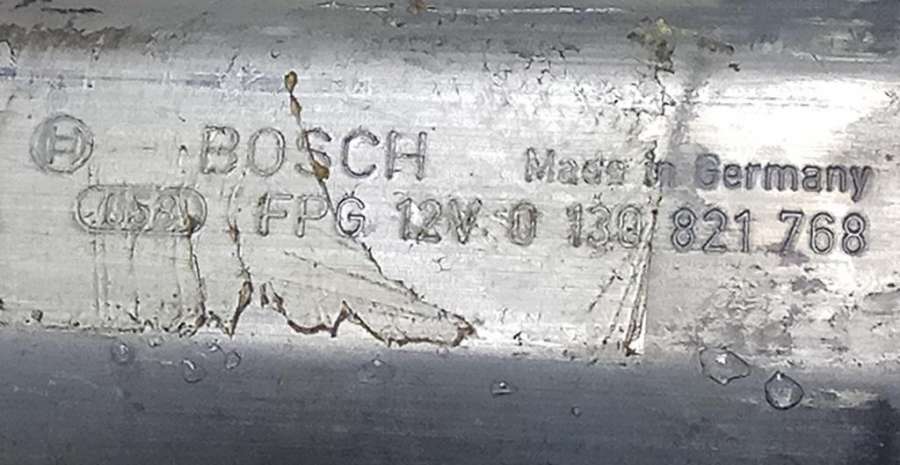 BOSCH
Made in Germany
FPG 12V 0 130 821 768